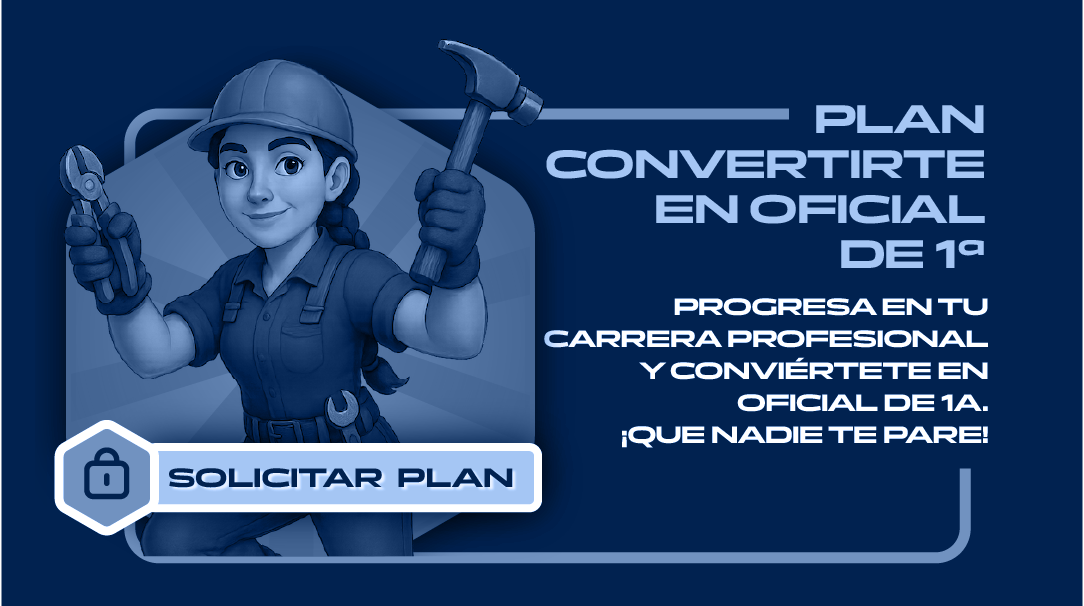 PLAN
CONVERTIRTE
EN OFICIAL
DE 1ª
PROGRESA EN TU
CARRERA PROFESIONAL
Y CONVIÉRTETE EN
OFICIAL DE 1A.
¡QUE NADIE TE PARE!
SOLICITAR PLAN